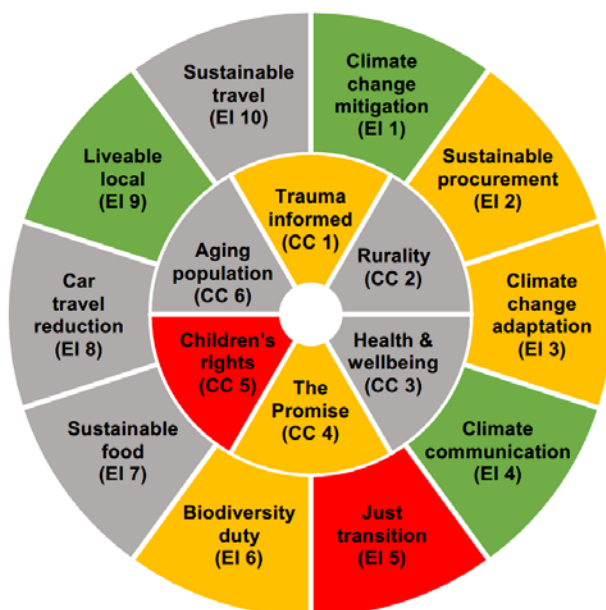 Climate
change
mitigation
(EI 1)
Sustainable
procurement
(EI 2)
Climate
change
adaptation
(EI 3)
Climate
communication
(EI 4)
Just
transition
(EI 5)
Biodiversity
duty
(EI 6)
Sustainable
food
(EI 7)
Car
travel
reduction
(EI 8)
Liveable
local
(EI 9)
Sustainable
travel
(EI 10)
Trauma
informed
(CC 1)
Rurality
(CC 2)
Health &
wellbeing
(CC 3)
The
Promise
(CC 4)
Children's
rights
(CC 5)
Aging
population
(CC 6)